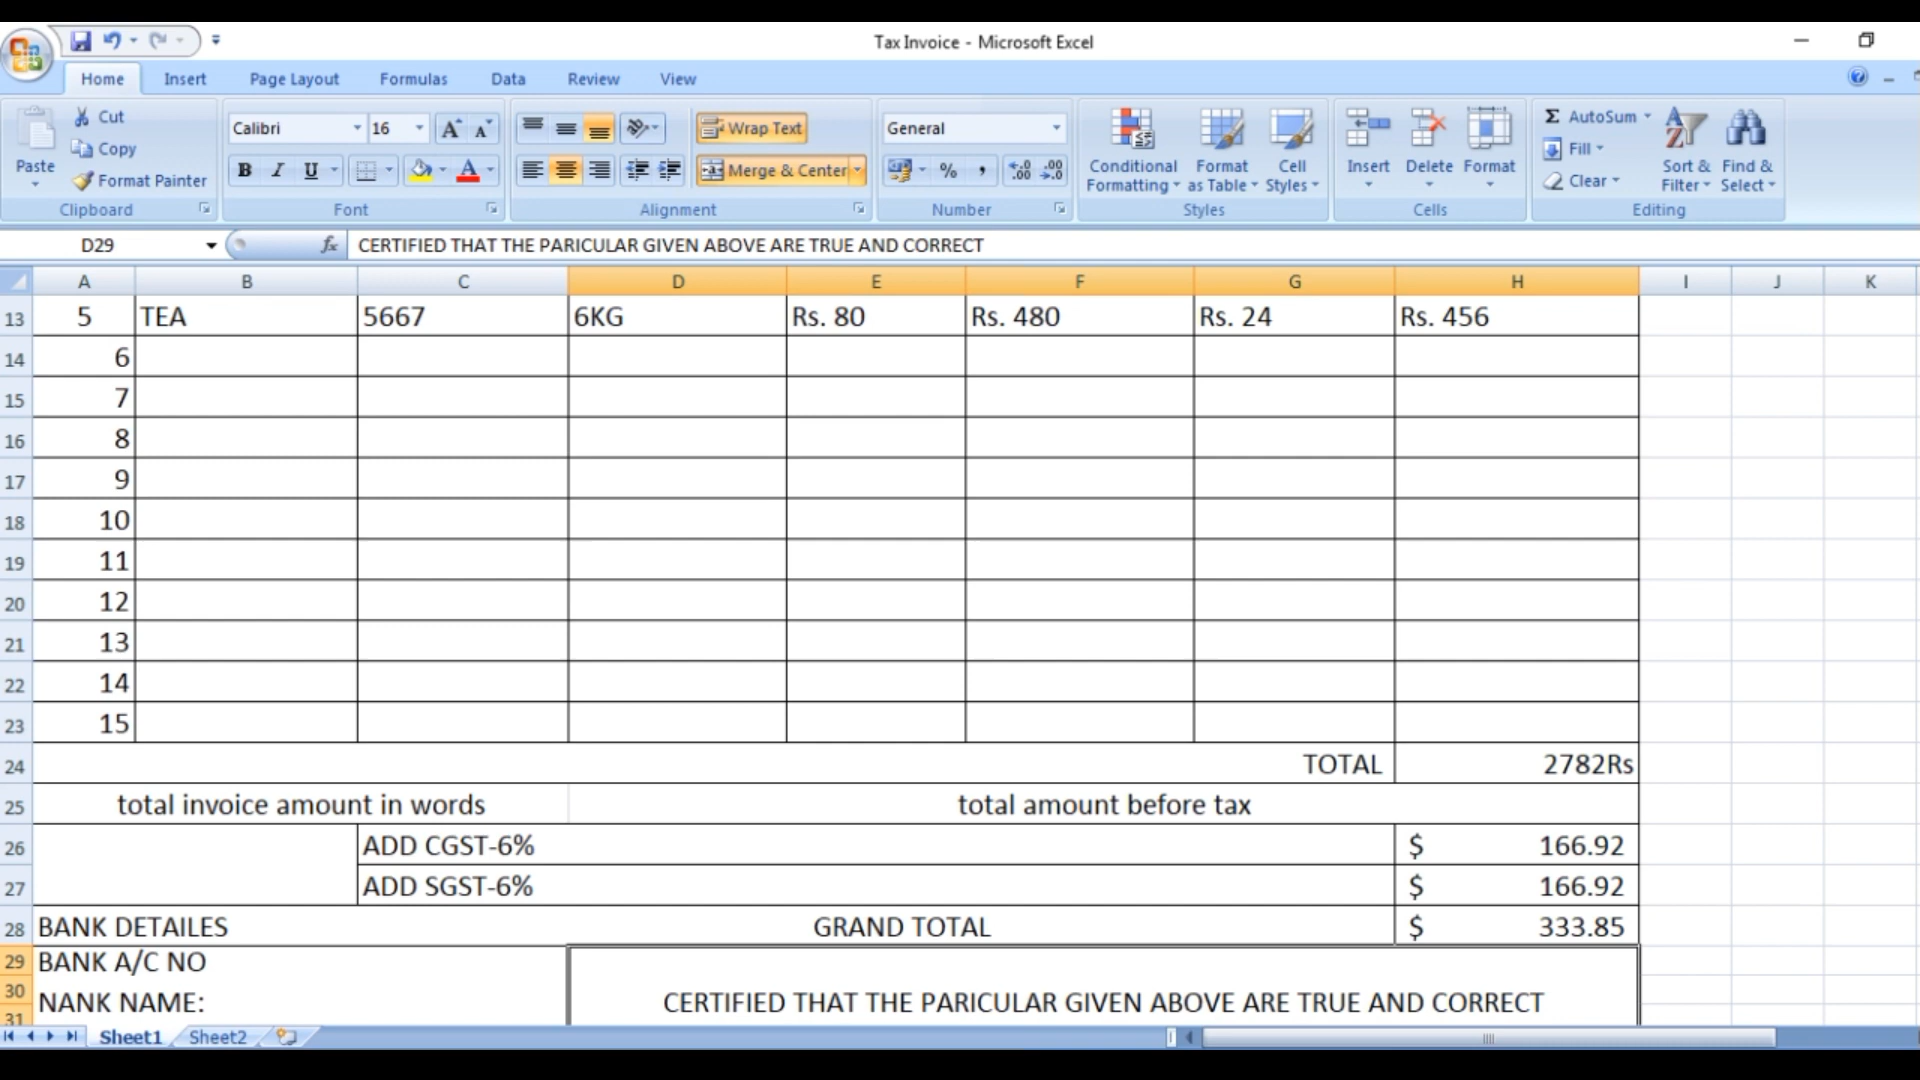 Tax Invoice - Microsoft Excel
Home Insert Page Layout Formulas Data Review View
Paste
Cut
Copy
Format Painter
Clipboard
Calibri 16
B I U
Font
Wrap Text
Merge & Center
Alignment
General
% ,
Number
Conditional Formatting
Format as Table
Cell Styles
Styles
Insert Delete Format
Cells
Σ AutoSum
Fill
Clear
Sort & Filter
Find & Select
Editing
D29 fx CERTIFIED THAT THE PARICULAR GIVEN ABOVE ARE TRUE AND CORRECT
A B C D E F G H I J K
13 5 TEA 5667 6KG Rs. 80 Rs. 480 Rs. 24 Rs. 456
14 6
15 7
16 8
17 9
18 10
19 11
20 12
21 13
22 14
23 15
24 TOTAL 2782Rs
25 total invoice amount in words total amount before tax
26 ADD CGST-6% $ 166.92
27 ADD SGST-6% $ 166.92
28 BANK DETAILES GRAND TOTAL $ 333.85
29 BANK A/C NO
30 NANK NAME: CERTIFIED THAT THE PARICULAR GIVEN ABOVE ARE TRUE AND CORRECT
31
Sheet1 Sheet2